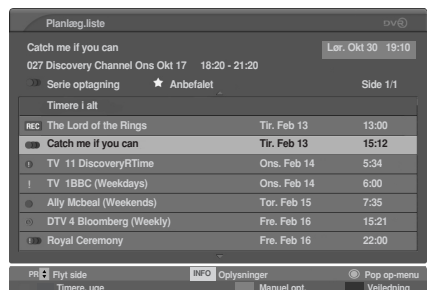 Planlæg.liste
DVR
Catch me if you can
Lør. Okt 30 19:10
027 Discovery Channel Ons Okt 17 18:20 - 21:20
Serie optagning Anbefalet Side 1/1
Timere i alt
REC The Lord of the Rings Tir. Feb 13 13:00
Catch me if you can Tir. Feb 13 15:12
TV 11 DiscoveryRTime Ons. Feb 14 5:34
! TV 1BBC (Weekdays) Ons. Feb 14 6:00
Ally Mcbeal (Weekends) Tor. Feb 15 7:35
DTV 4 Bloomberg (Weekly) Fre. Feb 16 15:21
Royal Ceremony Fre. Feb 16 22:00
PR Flyt side INFO Oplysninger Pop op-menu
Timere, uge Manuel opt. Vejledning